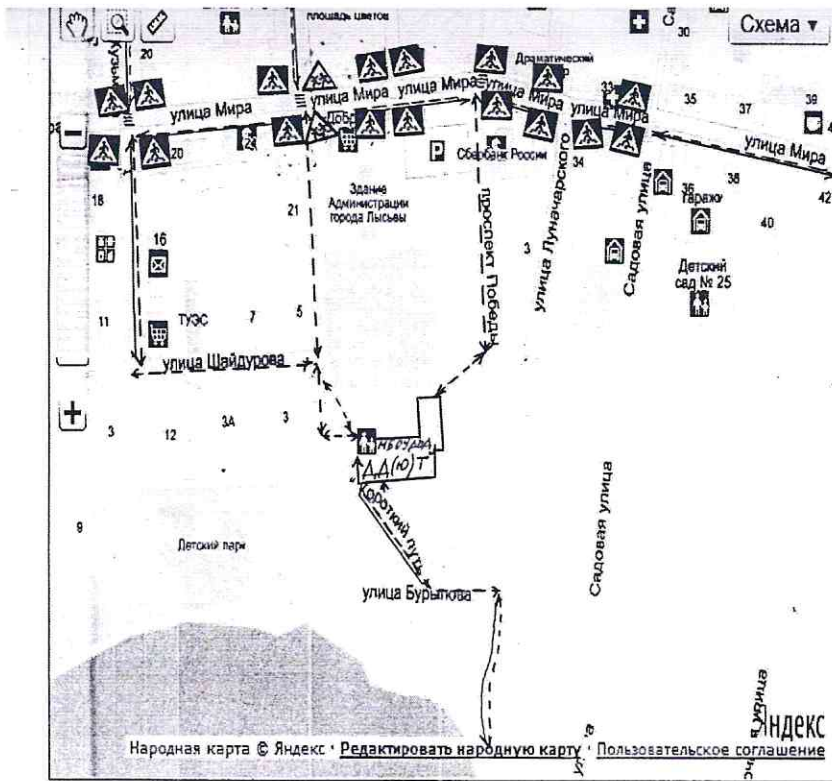 площадь цветов
Схема ▾
20
30
Драматический
33
35
37
39
улица Мира
улица Мира
улица Мира
улица Мира
улица Мира
улица Мира
20
24
Р
Сбербанк России
34
36
38
42
18
Здание
Администрации
города Лысьвы
21
проспект Победы
3
улица Луначарского
Садовая улица
гаражи
40
16
Детский
сад № 25
11
ТУЭС
7
5
улица Шайдурова
3
12
3А
3
МБОУДОД
ДД(Ю)Т
Короткий путь
9
Детский парк
Садовая улица
улица Бурылова
улица
Яндекс
Народная карта © Яндекс · Редактировать народную карту · Пользовательское соглашение